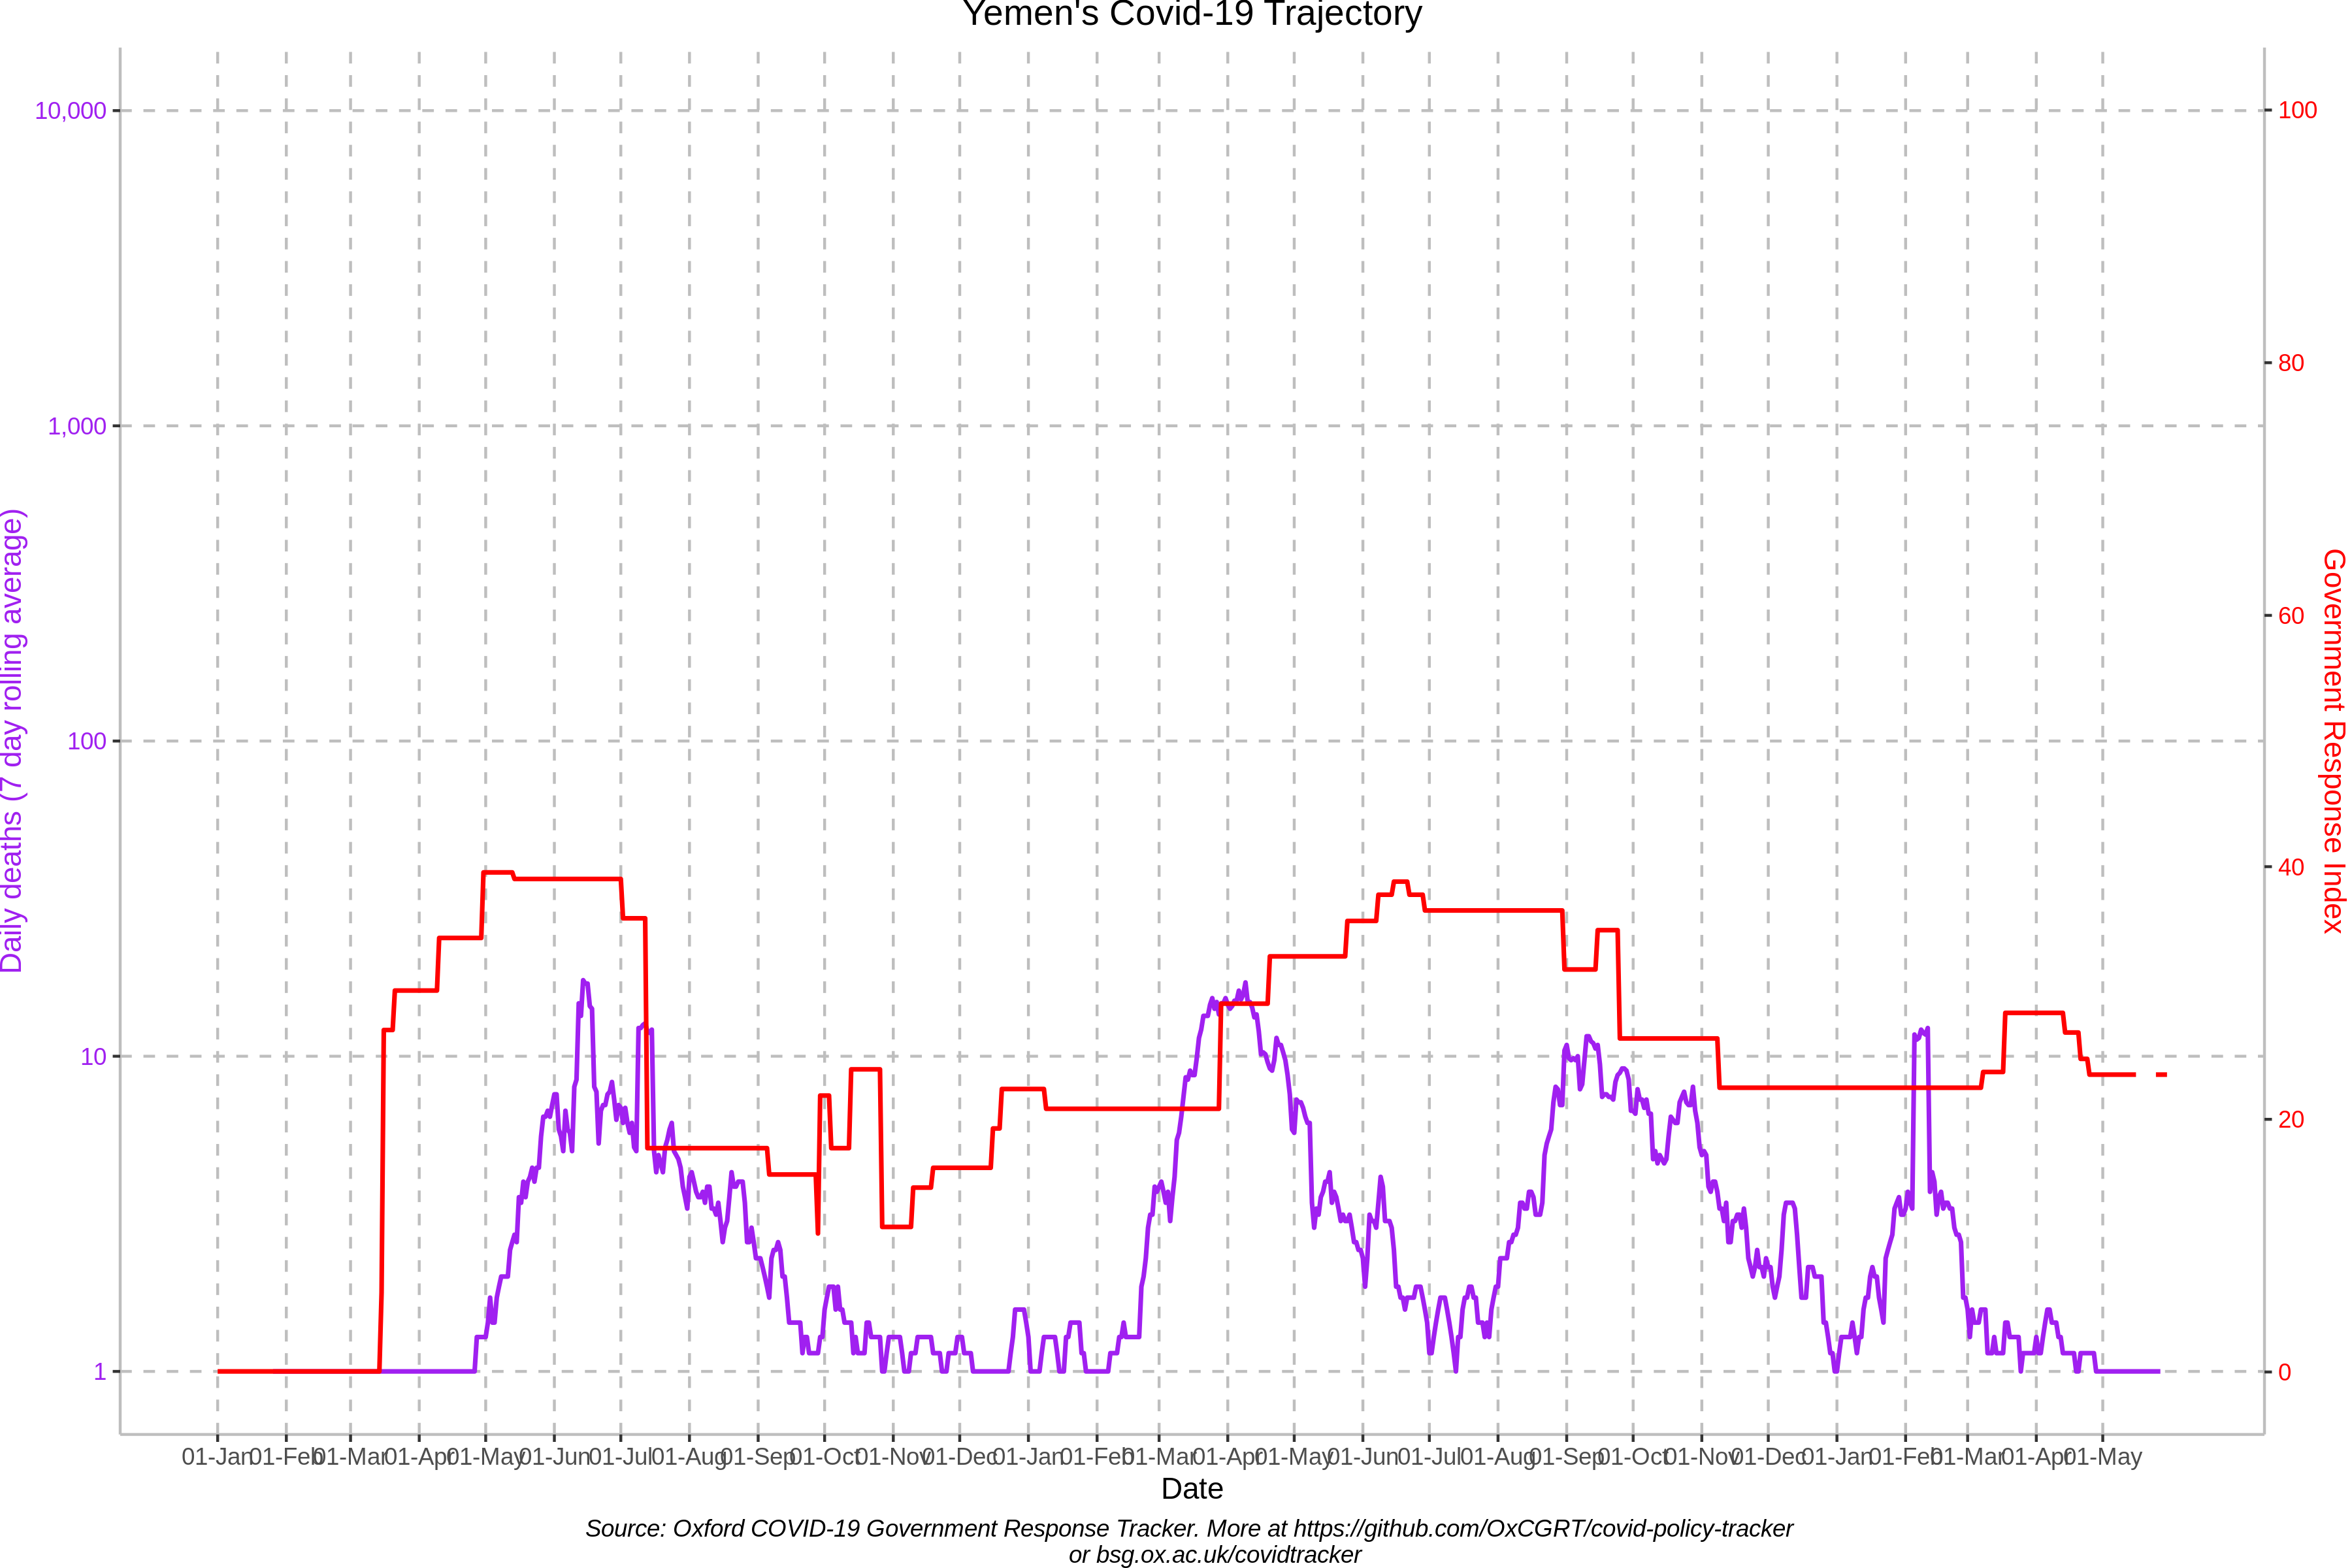 Yemen's Covid-19 Trajectory
10,000
1,000
100
10
1
Daily deaths (7 day rolling average)
100
80
60
40
20
0
Government Response Index
01-Jan 01-Feb 01-Mar 01-Apr 01-May 01-Jun 01-Jul 01-Aug 01-Sep 01-Oct 01-Nov 01-Dec 01-Jan 01-Feb 01-Mar 01-Apr 01-May 01-Jun 01-Jul 01-Aug 01-Sep 01-Oct 01-Nov 01-Dec 01-Jan 01-Feb 01-Mar 01-Apr 01-May
Date
Source: Oxford COVID-19 Government Response Tracker. More at https://github.com/OxCGRT/covid-policy-tracker
or bsg.ox.ac.uk/covidtracker